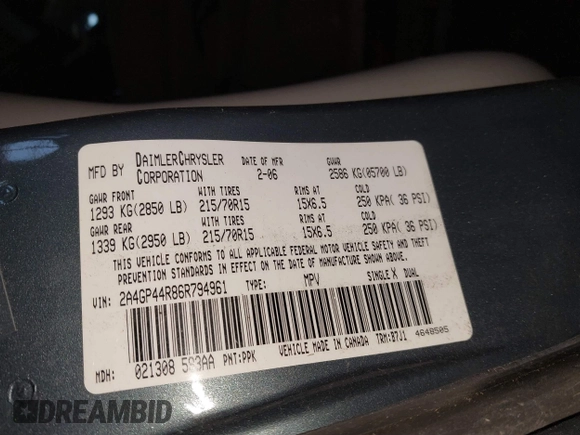 MFD BY DAIMLERCHRYSLER CORPORATION DATE OF MFR 2-06 GVWR 2586 KG(05700 LB)
GAWR FRONT WITH TIRES RIMS AT COLD
1293 KG(2850 LB) 215/70R15 15X6.5 250 KPA( 36 PSI)
GAWR REAR WITH TIRES RIMS AT COLD
1339 KG(2950 LB) 215/70R15 15X6.5 250 KPA( 36 PSI)
THIS VEHICLE CONFORMS TO ALL APPLICABLE FEDERAL MOTOR VEHICLE SAFETY AND THEFT
PREVENTION STANDARDS IN EFFECT ON THE DATE OF MANUFACTURE SHOWN ABOVE.
VIN: 2A4GP44R86R794961 TYPE: MPV SINGLE X DUAL
MDH: 021308 PNT:PPK VEHICLE MADE IN CANADA TRM:B7J1 4648505
DREAMBID